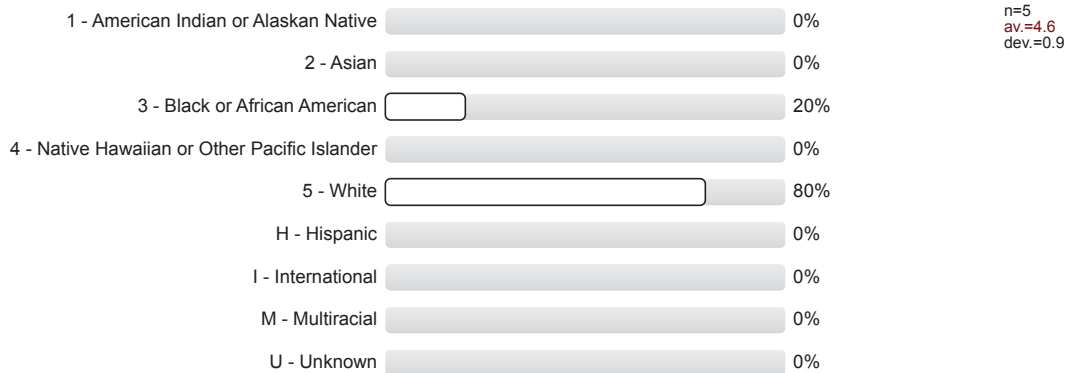 1 - American Indian or Alaskan Native 0%
2 - Asian 0%
3 - Black or African American 20%
4 - Native Hawaiian or Other Pacific Islander 0%
5 - White 80%
H - Hispanic 0%
I - International 0%
M - Multiracial 0%
U - Unknown 0%
n=5
av.=4.6
dev.=0.9